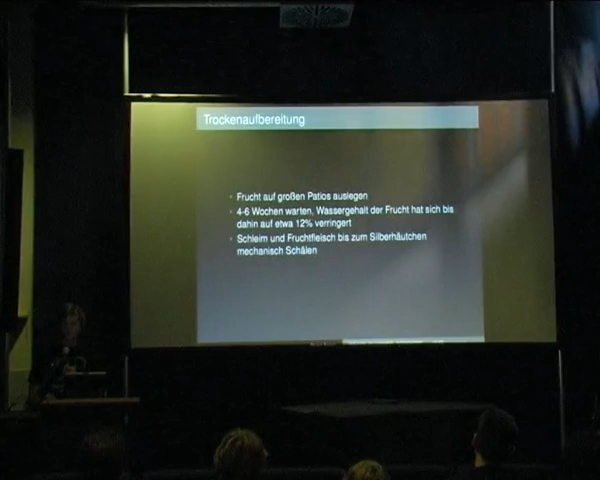 Trockenaufbereitung
Frucht auf großen Patios auslegen
4-6 Wochen warten, Wassergehalt der Frucht hat sich bis
dahin auf etwa 12% verringert
Schleim und Fruchtfleisch bis zum Silberhäutchen
mechanisch Schälen